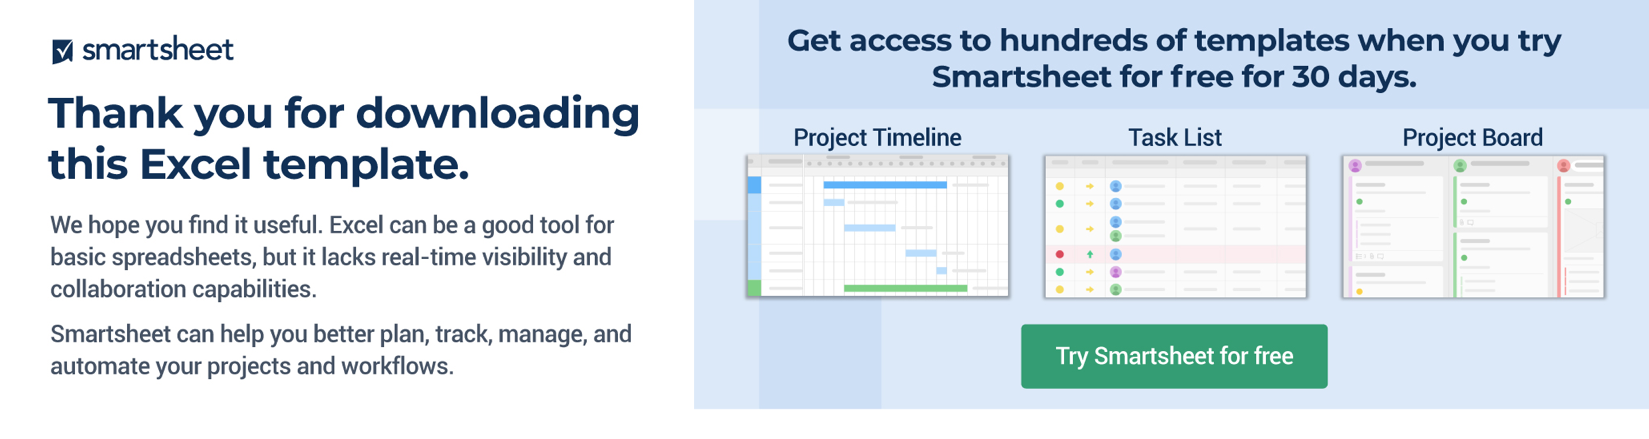 smartsheet
Thank you for downloading
this Excel template.
We hope you find it useful. Excel can be a good tool for
basic spreadsheets, but it lacks real-time visibility and
collaboration capabilities.
Smartsheet can help you better plan, track, manage, and
automate your projects and workflows.
Get access to hundreds of templates when you try
Smartsheet for free for 30 days.
Project Timeline
Task List
Project Board
Try Smartsheet for free